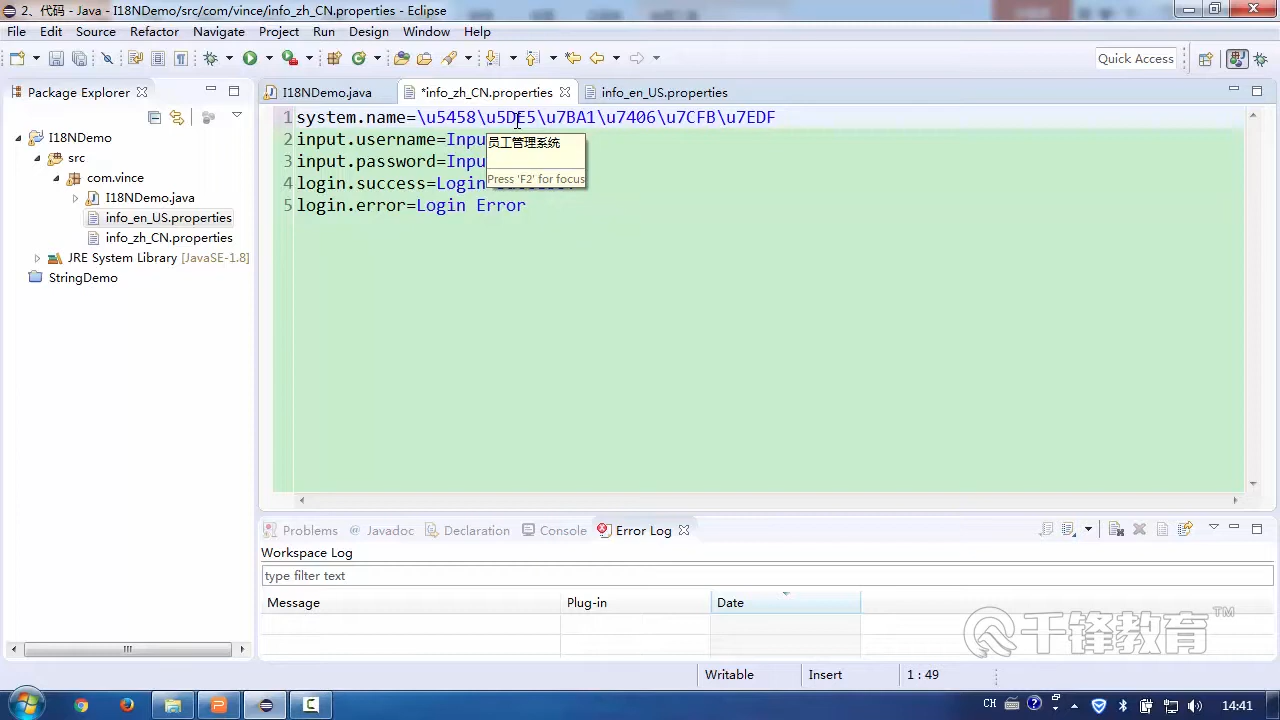 2、代码 - Java - I18NDemo/src/com/vince/info_zh_CN.properties - Eclipse
File Edit Source Refactor Navigate Project Run Design Window Help
Quick Access
Package Explorer
I18NDemo.java
*info_zh_CN.properties
info_en_US.properties
I18NDemo
src
com.vince
I18NDemo.java
info_en_US.properties
info_zh_CN.properties
JRE System Library [JavaSE-1.8]
StringDemo
1 system.name=\u5458\u5DE5\u7BA1\u7406\u7CFB\u7EDF
2 input.username=Inpu
3 input.password=Inpu
4 login.success=Login
5 login.error=Login Error
员工管理系统
Press 'F2' for focus
Problems @ Javadoc Declaration Console Error Log
Workspace Log
type filter text
Message Plug-in Date
千锋教育™
Writable Insert 1 : 49
CH 14:41